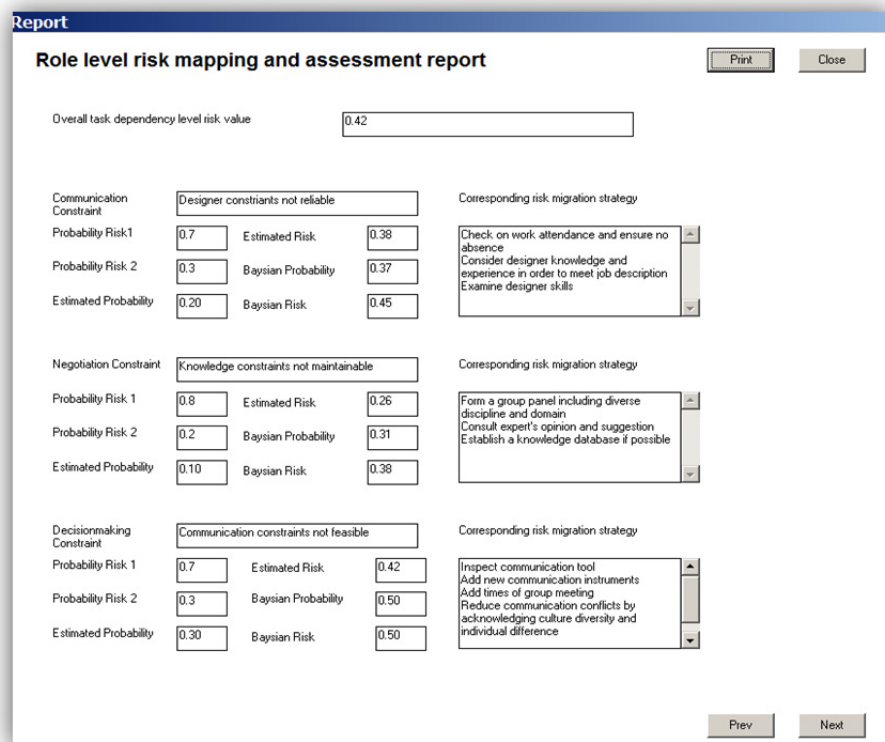 Report
Role level risk mapping and assessment report
Print
Close
Overall task dependency level risk value
0.42
Communication
Constraint
Designer constriants not reliable
Corresponding risk migration strategy
Probability Risk1
0.7
Estimated Risk
0.38
Probability Risk 2
0.3
Baysian Probability
0.37
Estimated Probability
0.20
Baysian Risk
0.45
Check on work attendance and ensure no
absence
Consider designer knowledge and
experience in order to meet job description
Examine designer skills
Negotiation Constraint
Knowledge constraints not maintainable
Corresponding risk migration strategy
Probability Risk 1
0.8
Estimated Risk
0.26
Probability Risk 2
0.2
Baysian Probability
0.31
Estimated Probability
0.10
Baysian Risk
0.38
Form a group panel including diverse
discipline and domain
Consult expert's opinion and suggestion
Establish a knowledge database if possible
Decisionmaking
Constraint
Communication constraints not feasible
Corresponding risk migration strategy
Probability Risk 1
0.7
Estimated Risk
0.42
Probability Risk 2
0.3
Baysian Probability
0.50
Estimated Probability
0.30
Baysian Risk
0.50
Inspect communication tool
Add new communication instruments
Add times of group meeting
Reduce communication conflicts by
acknowledging culture diversity and
individual difference
Prev
Next